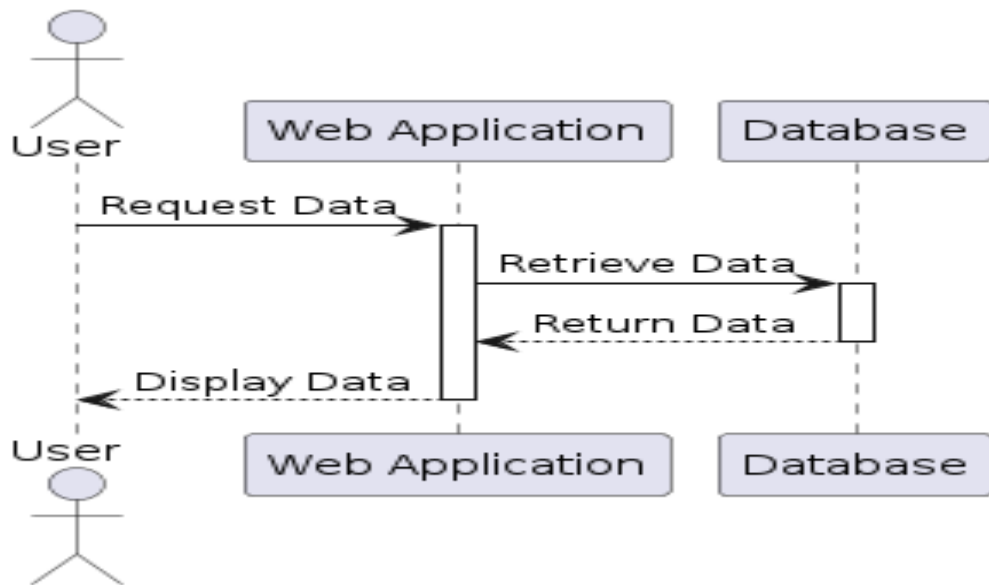 User
Web Application
Database
Request Data
Retrieve Data
Return Data
Display Data
User
Web Application
Database